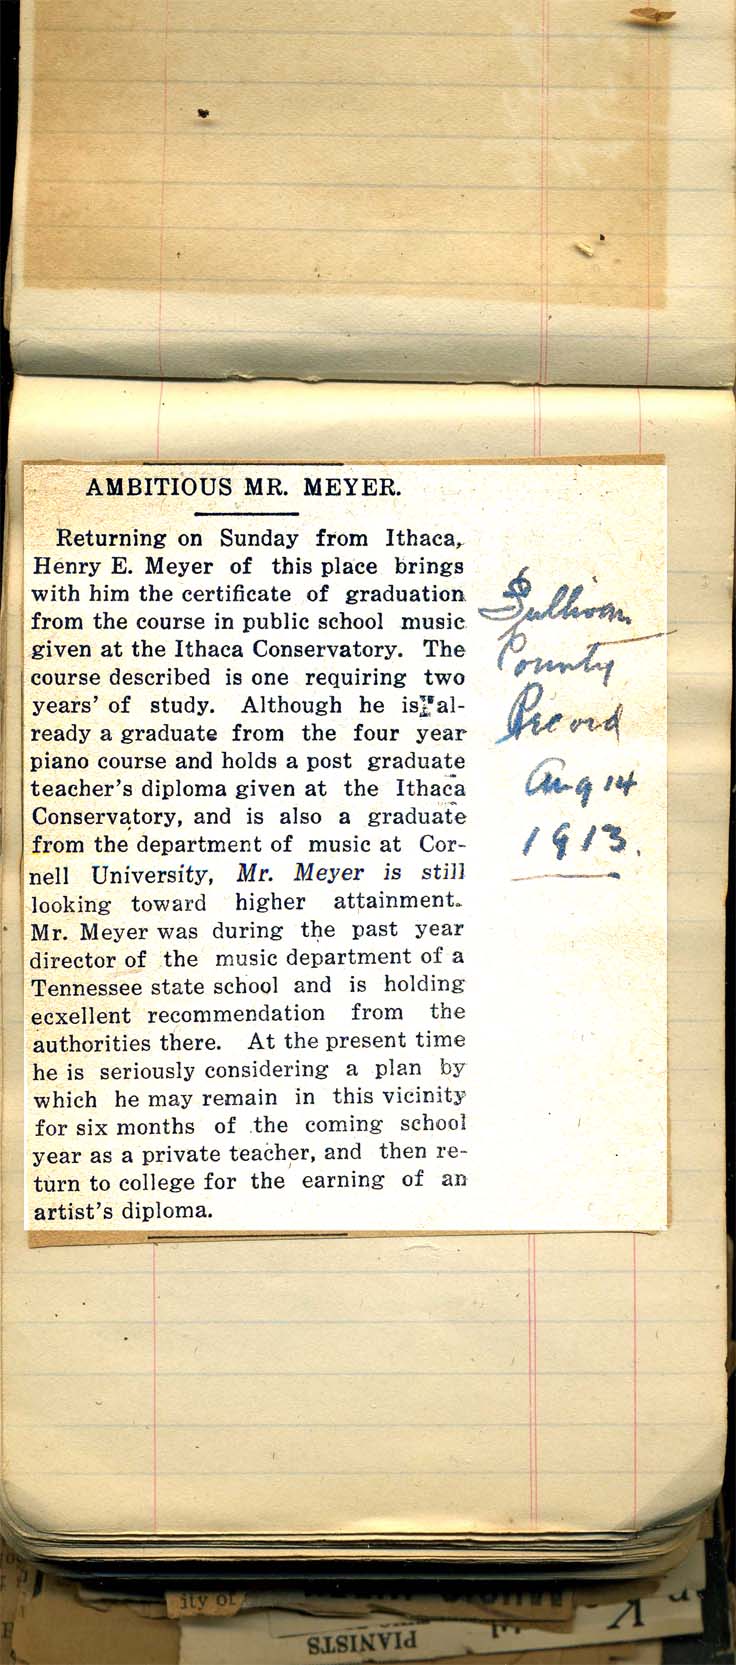 AMBITIOUS MR. MEYER.
Returning on Sunday from Ithaca,
Henry E. Meyer of this place brings
with him the certificate of graduation
from the course in public school music
given at the Ithaca Conservatory. The
course described is one requiring two
years' of study. Although he is al-
ready a graduate from the four year
piano course and holds a post graduate
teacher's diploma given at the Ithaca
Conservatory, and is also a graduate
from the department of music at Cor-
nell University, Mr. Meyer is still
looking toward higher attainment.
Mr. Meyer was during the past year
director of the music department of a
Tennessee state school and is holding
ecxellent recommendation from the
authorities there. At the present time
he is seriously considering a plan by
which he may remain in this vicinity
for six months of the coming school
year as a private teacher, and then re-
turn to college for the earning of an
artist's diploma.
Sullivan
County
Record
Aug 14
1913.
ity of
PIANISTS